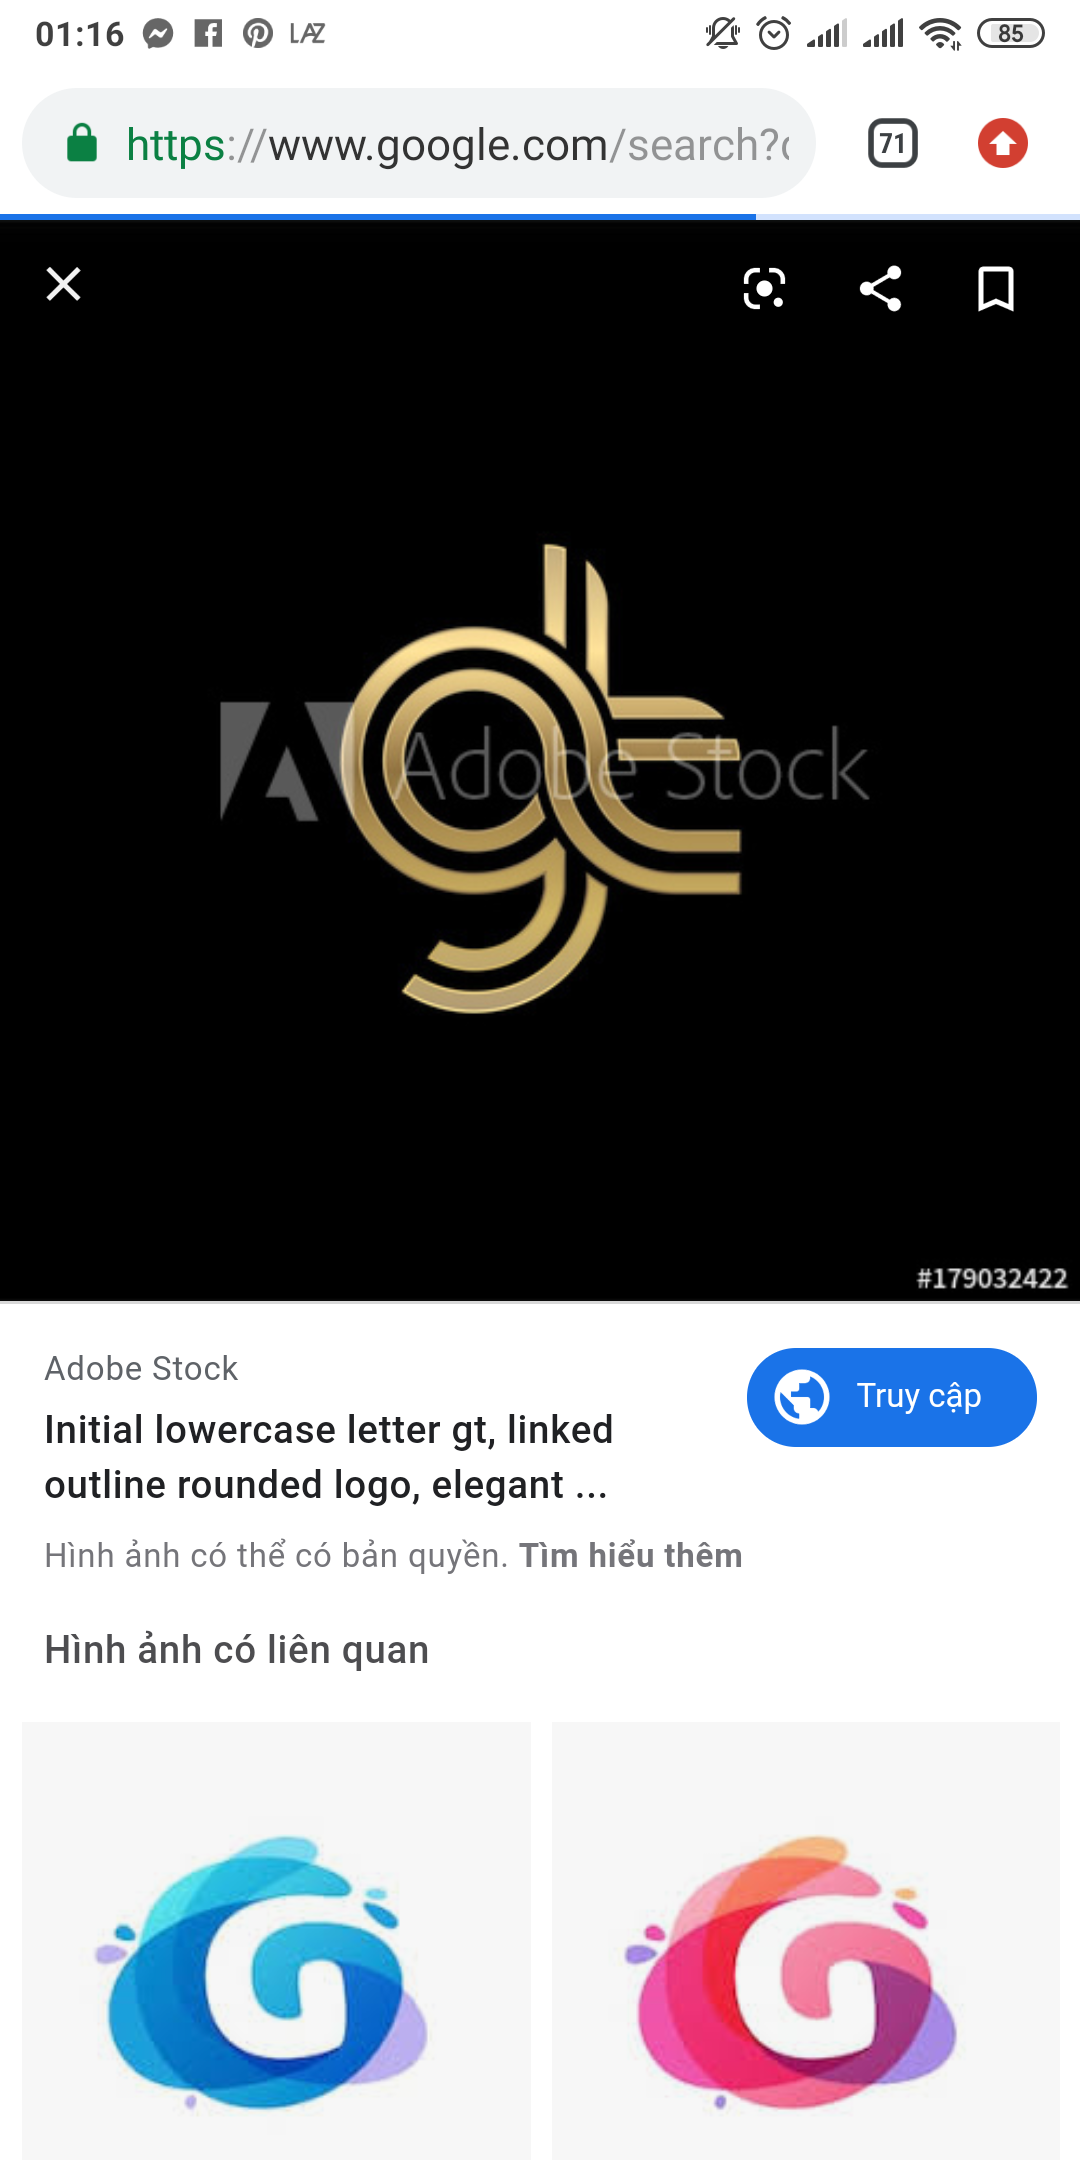 01:16 LAZ 85
https://www.google.com/search?
71
Adobe Stock
#179032422
Adobe Stock
Truy cập
Initial lowercase letter gt, linked
outline rounded logo, elegant ...
Hình ảnh có thể có bản quyền. Tìm hiểu thêm
Hình ảnh có liên quan
G G